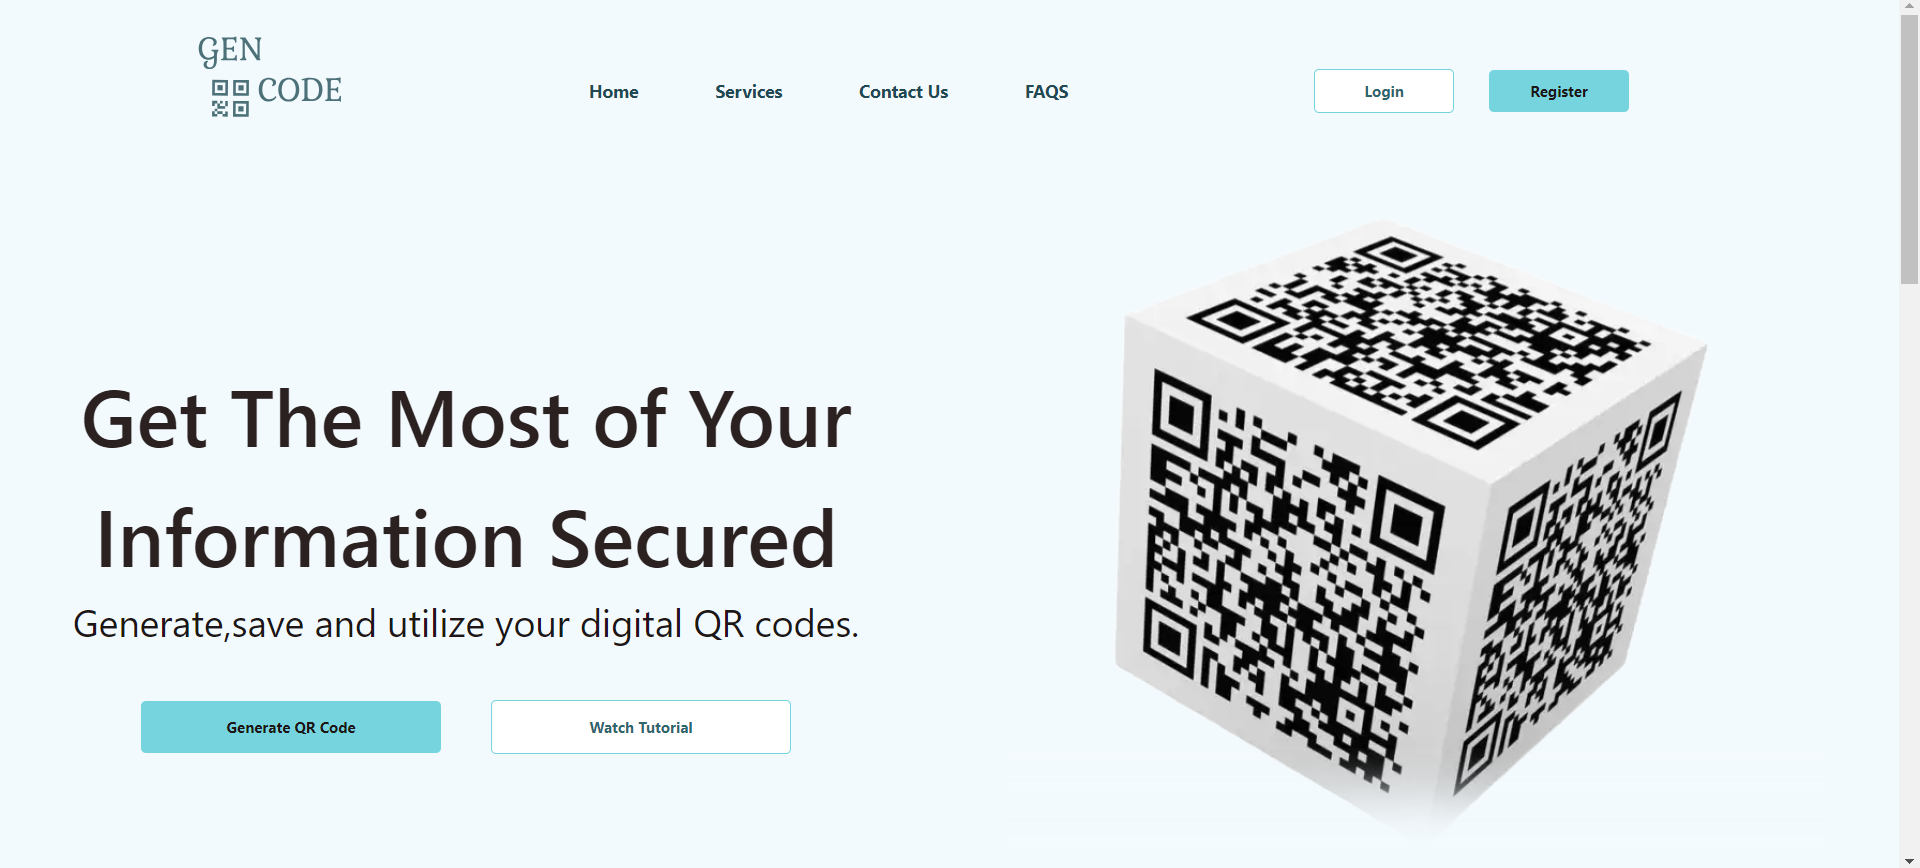 GEN
CODE
Home Services Contact Us FAQS
Login Register
Get The Most of Your
Information Secured
Generate,save and utilize your digital QR codes.
Generate QR Code Watch Tutorial